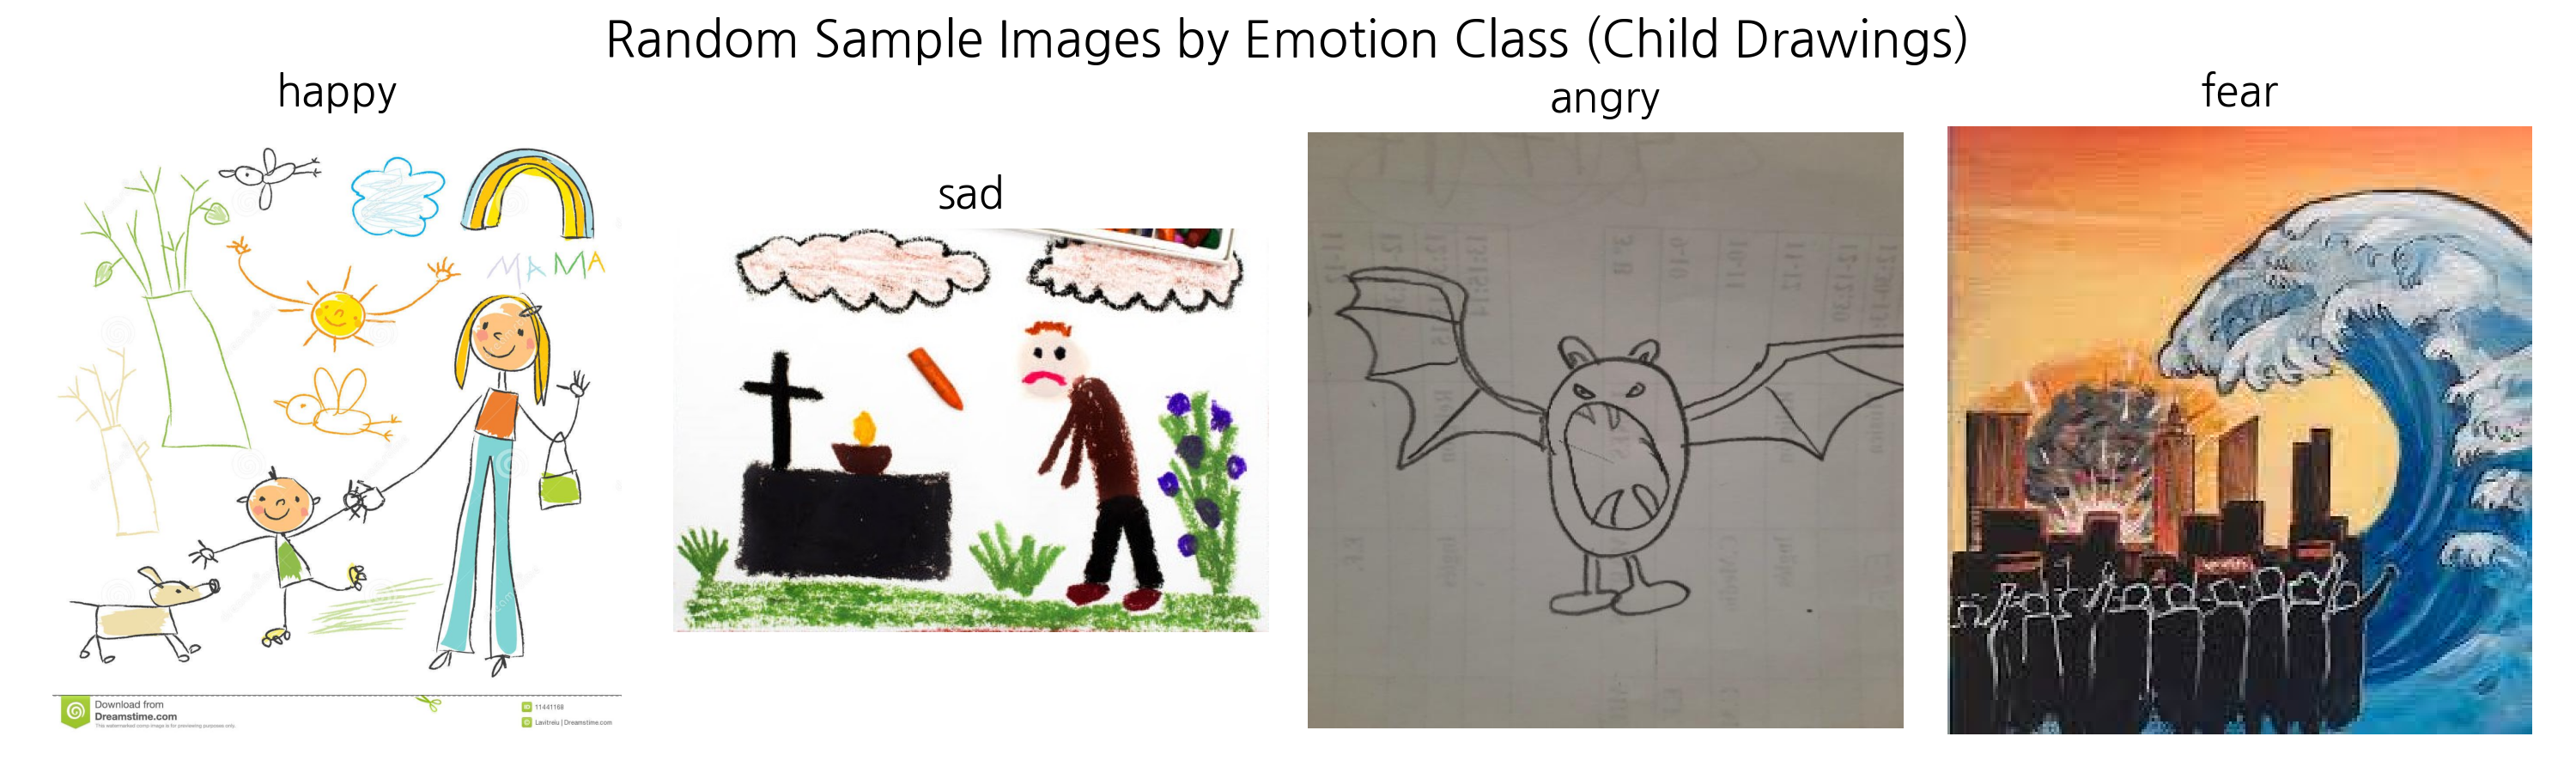 Random Sample Images by Emotion Class (Child Drawings)
happy
sad
angry
fear
MAMA
Download from
Dreamstime.com
This watermarked comp image is for previewing purposes only.
11441168
Lavitreiu | Dreamstime.com